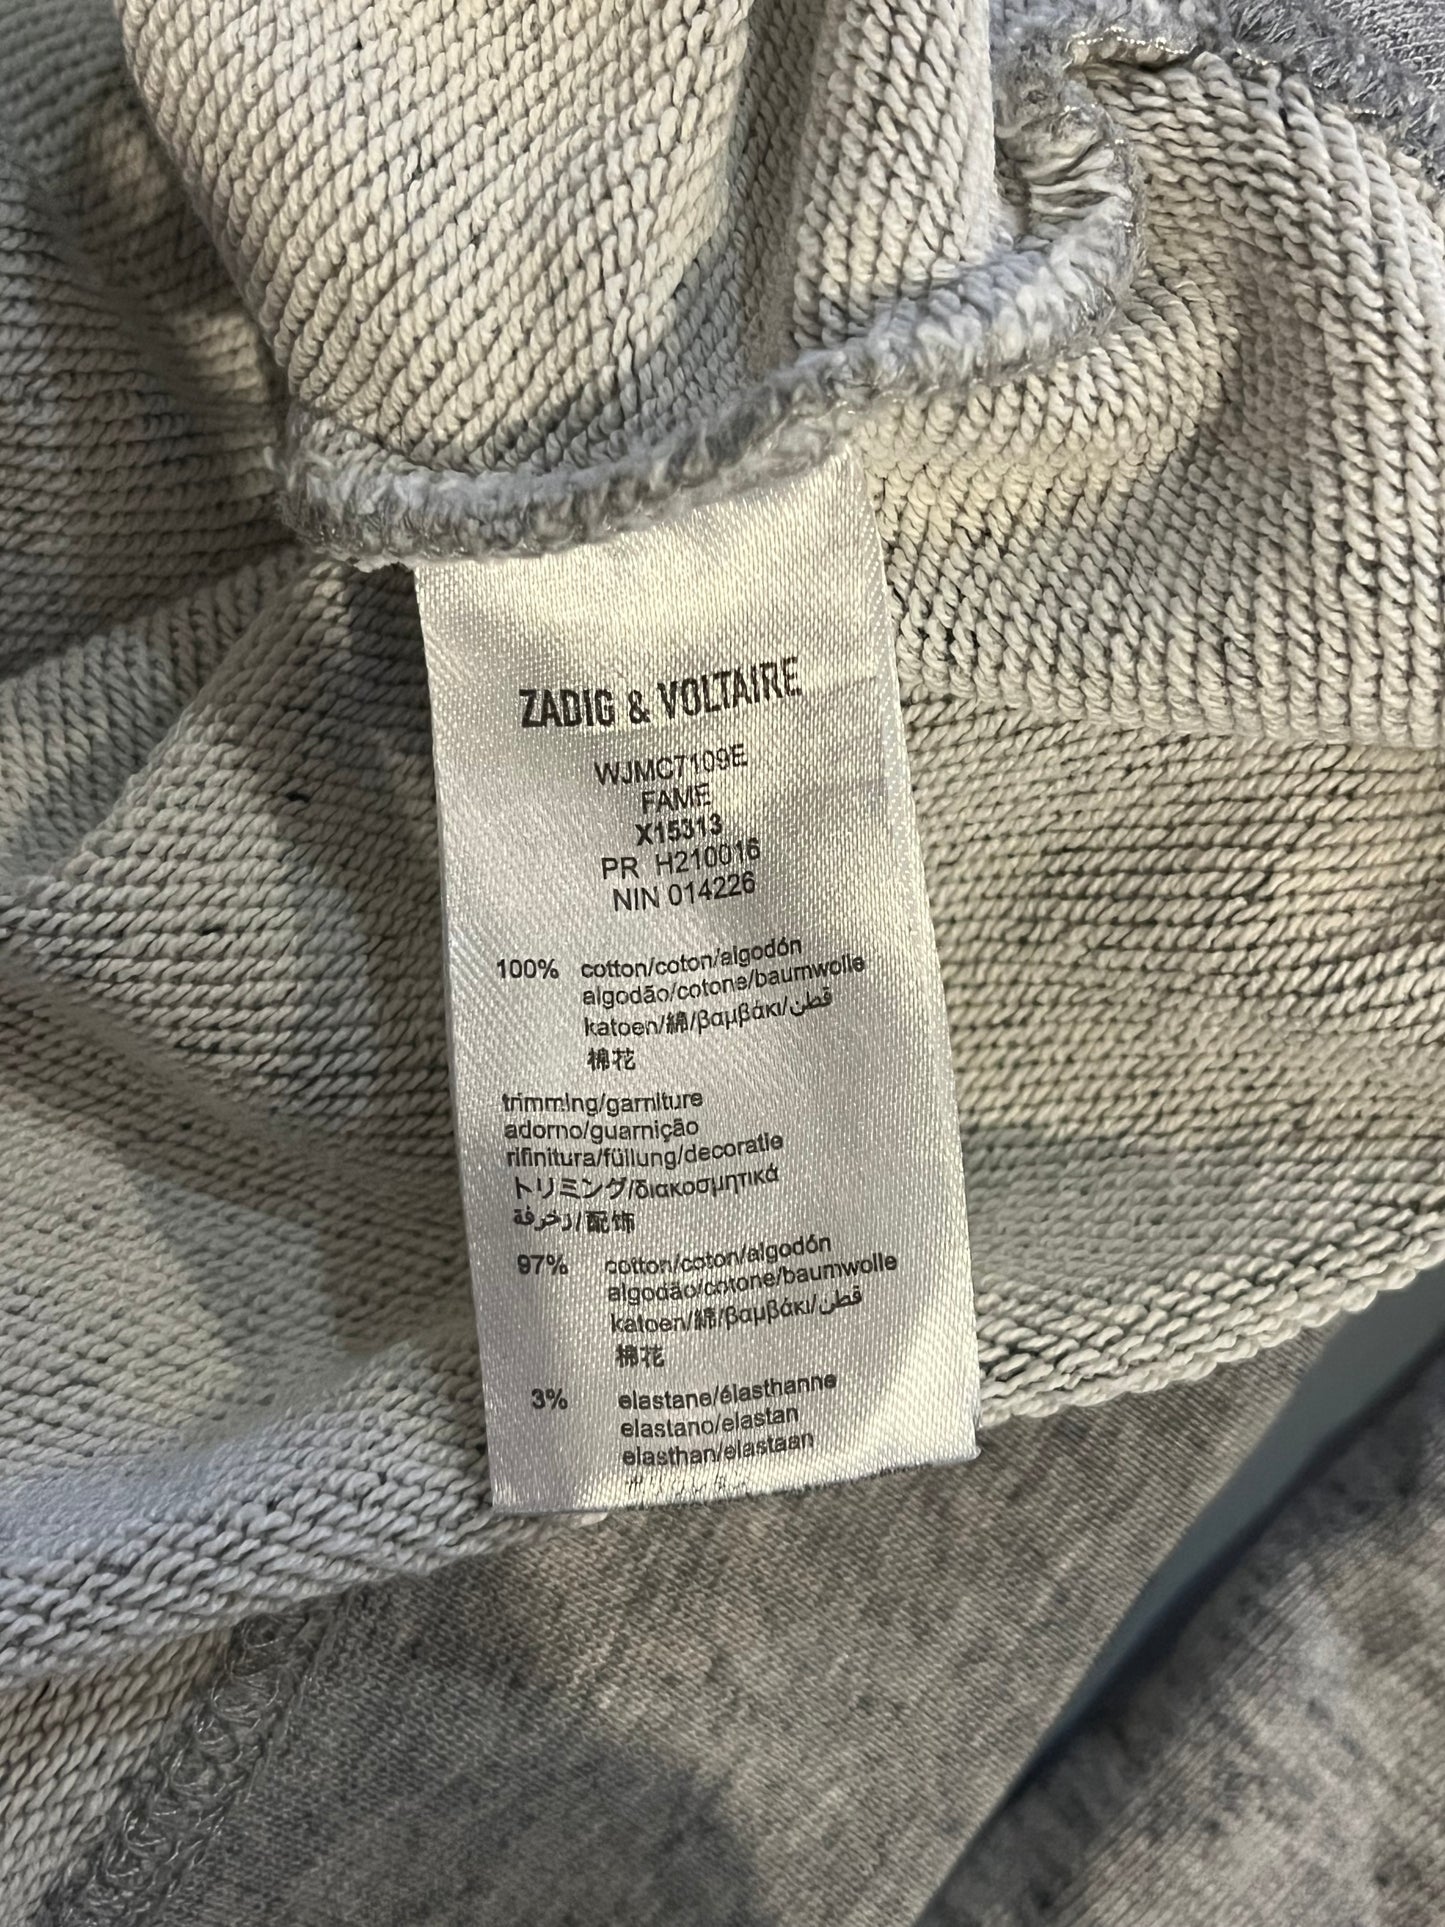 ZADIG & VOLTAIRE
WJMC7109E
FAME
X15313
PR H210016
NIN 014226
100% cotton/coton/algodón
algodão/cotone/baumwolle
katoen/綿/βαμβάκι/قطن
棉花
trimming/garniture
adorno/guarnição
rifinitura/füllung/decoratie
トリミング/διακοσμητικά
زخرفة/配饰
97% cotton/coton/algodón
algodão/cotone/baumwolle
katoen/綿/βαμβάκι/قطن
棉花
3% elastane/élasthanne
elastano/elastan
elasthan/elastaan